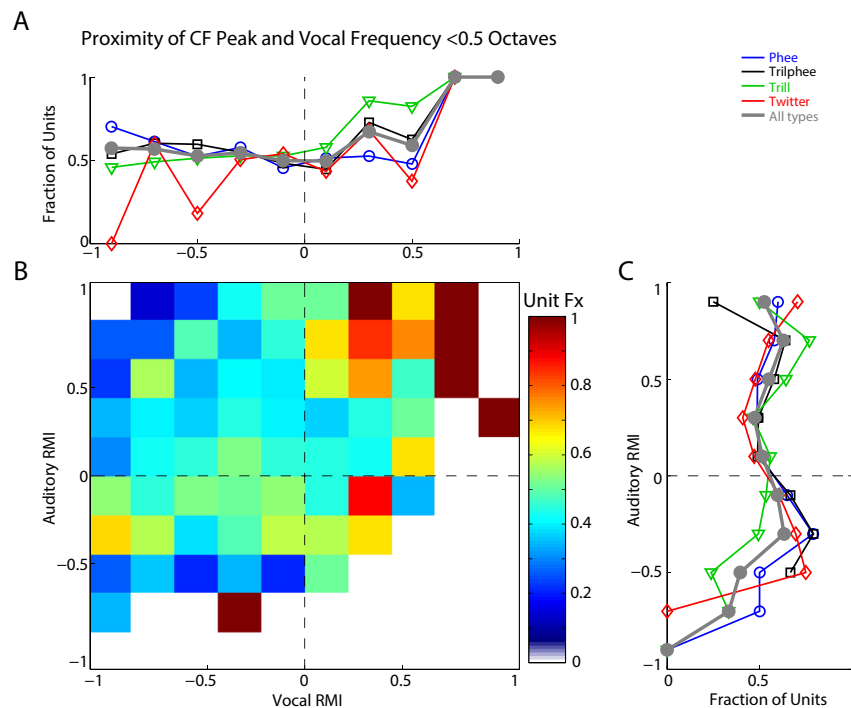 A
Proximity of CF Peak and Vocal Frequency <0.5 Octaves
Phee
Trilphee
Trill
Twitter
All types
Fraction of Units
1
0.5
0
−1
−0.5
0
0.5
1
B
C
Unit Fx
Auditory RMI
1
0.5
0
−0.5
−1
−1
−0.5
0
0.5
1
Vocal RMI
1
0.8
0.6
0.4
0.2
0
Auditory RMI
1
0.5
0
−0.5
−1
0.5
Fraction of Units